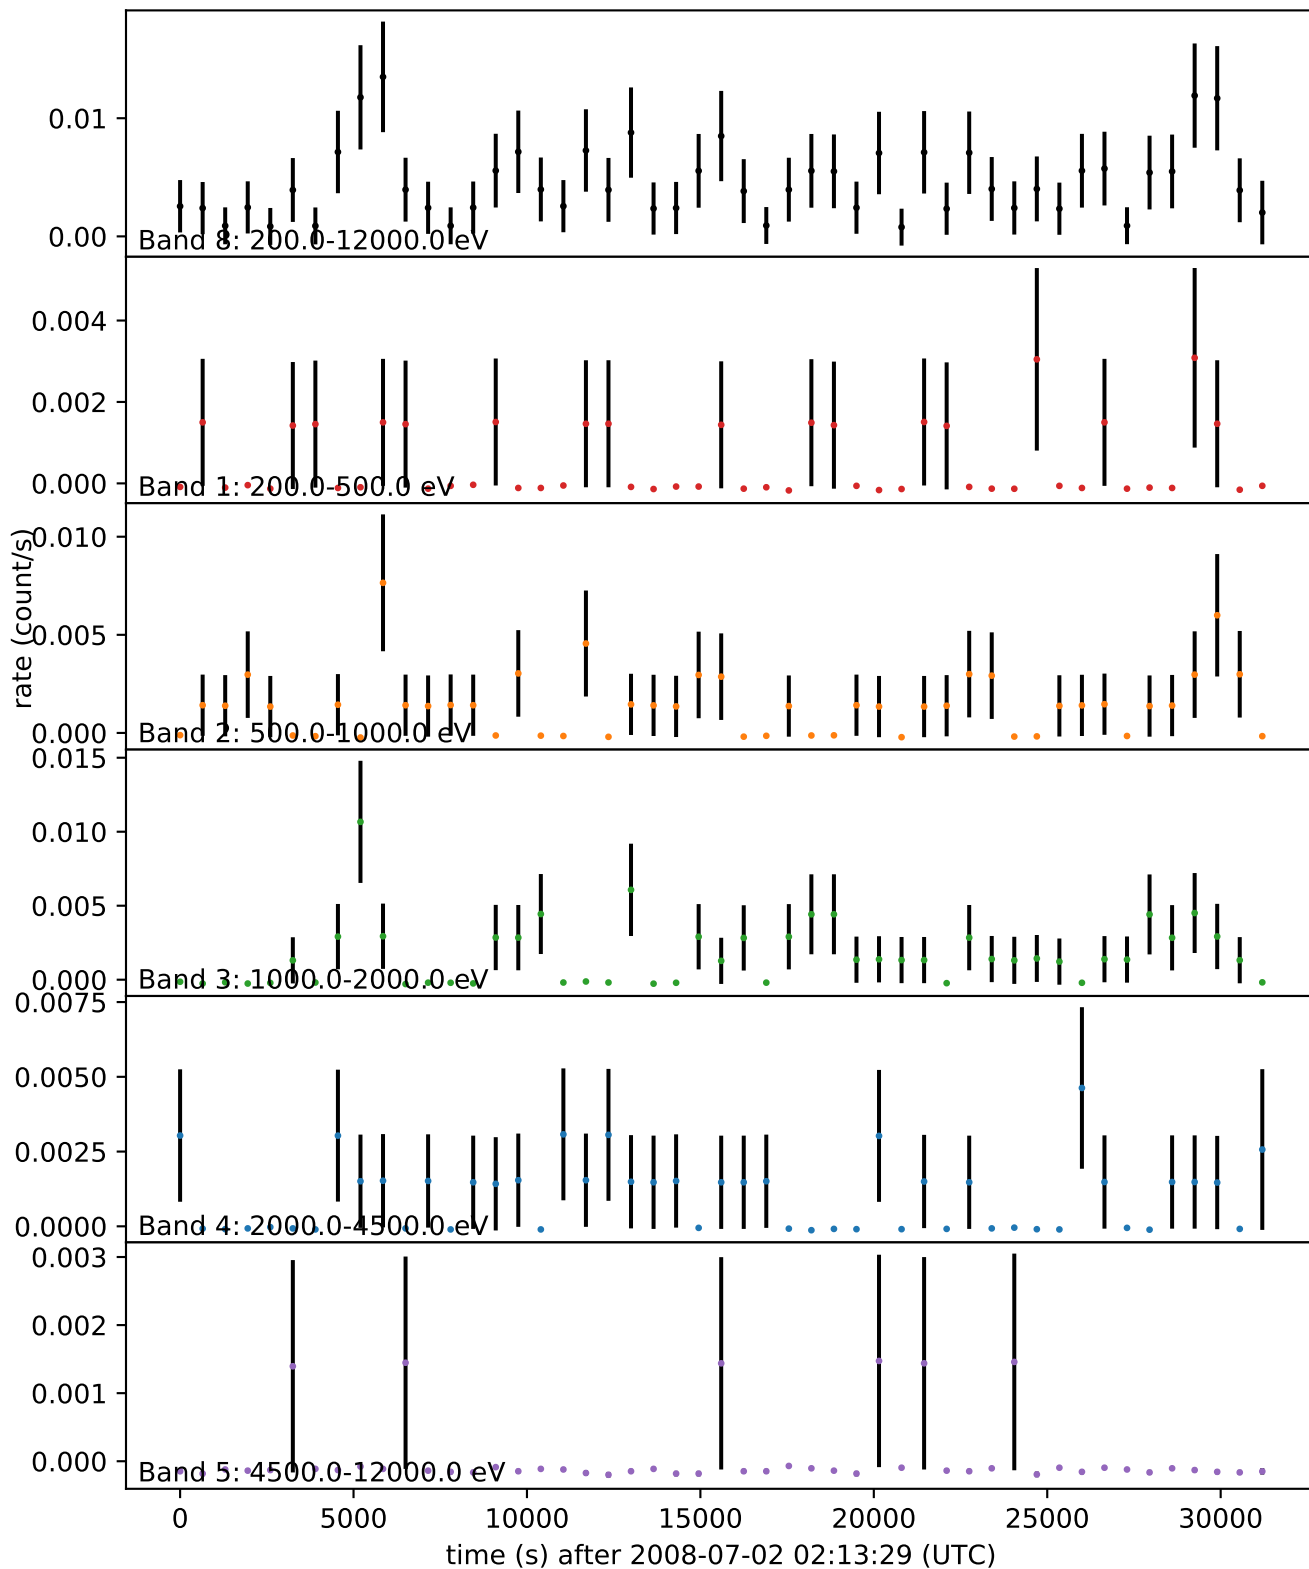 0.01
0.00
Band 8: 200.0-12000.0 eV
0.004
0.002
0.000
Band 1: 200.0-500.0 eV
rate (count/s)
0.010
0.005
0.000
Band 2: 500.0-1000.0 eV
0.015
0.010
0.005
0.000
Band 3: 1000.0-2000.0 eV
0.0075
0.0050
0.0025
0.0000
Band 4: 2000.0-4500.0 eV
0.003
0.002
0.001
0.000
Band 5: 4500.0-12000.0 eV
0 5000 10000 15000 20000 25000 30000
time (s) after 2008-07-02 02:13:29 (UTC)